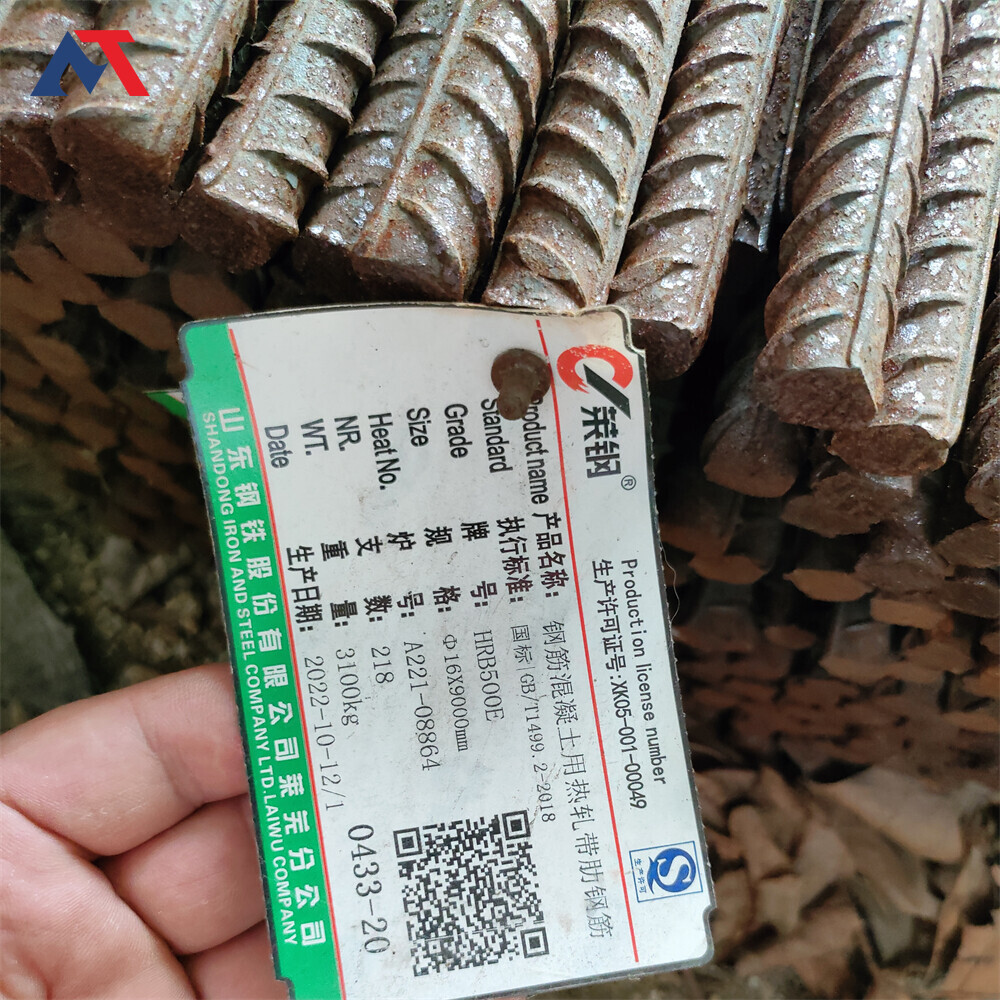 MT
莱钢®
Production license number
生产许可证号:XK05-001-00049
生产许可
Product name 产品名称: 钢筋混凝土用热轧带肋钢筋
Standard 执行标准: 国标 GB/T1499.2-2018
Grade 牌号: HRB500E
Size 规格: Φ16X9000mm
Heat No. 炉号: A221-08864
NR. 支数: 218
WT. 重量: 3100kg
Date 生产日期: 2022-10-12/1
0433-20
山东钢铁股份有限公司莱芜分公司
SHANDONG IRON AND STEEL COMPANY LTD.LAIWU COMPANY